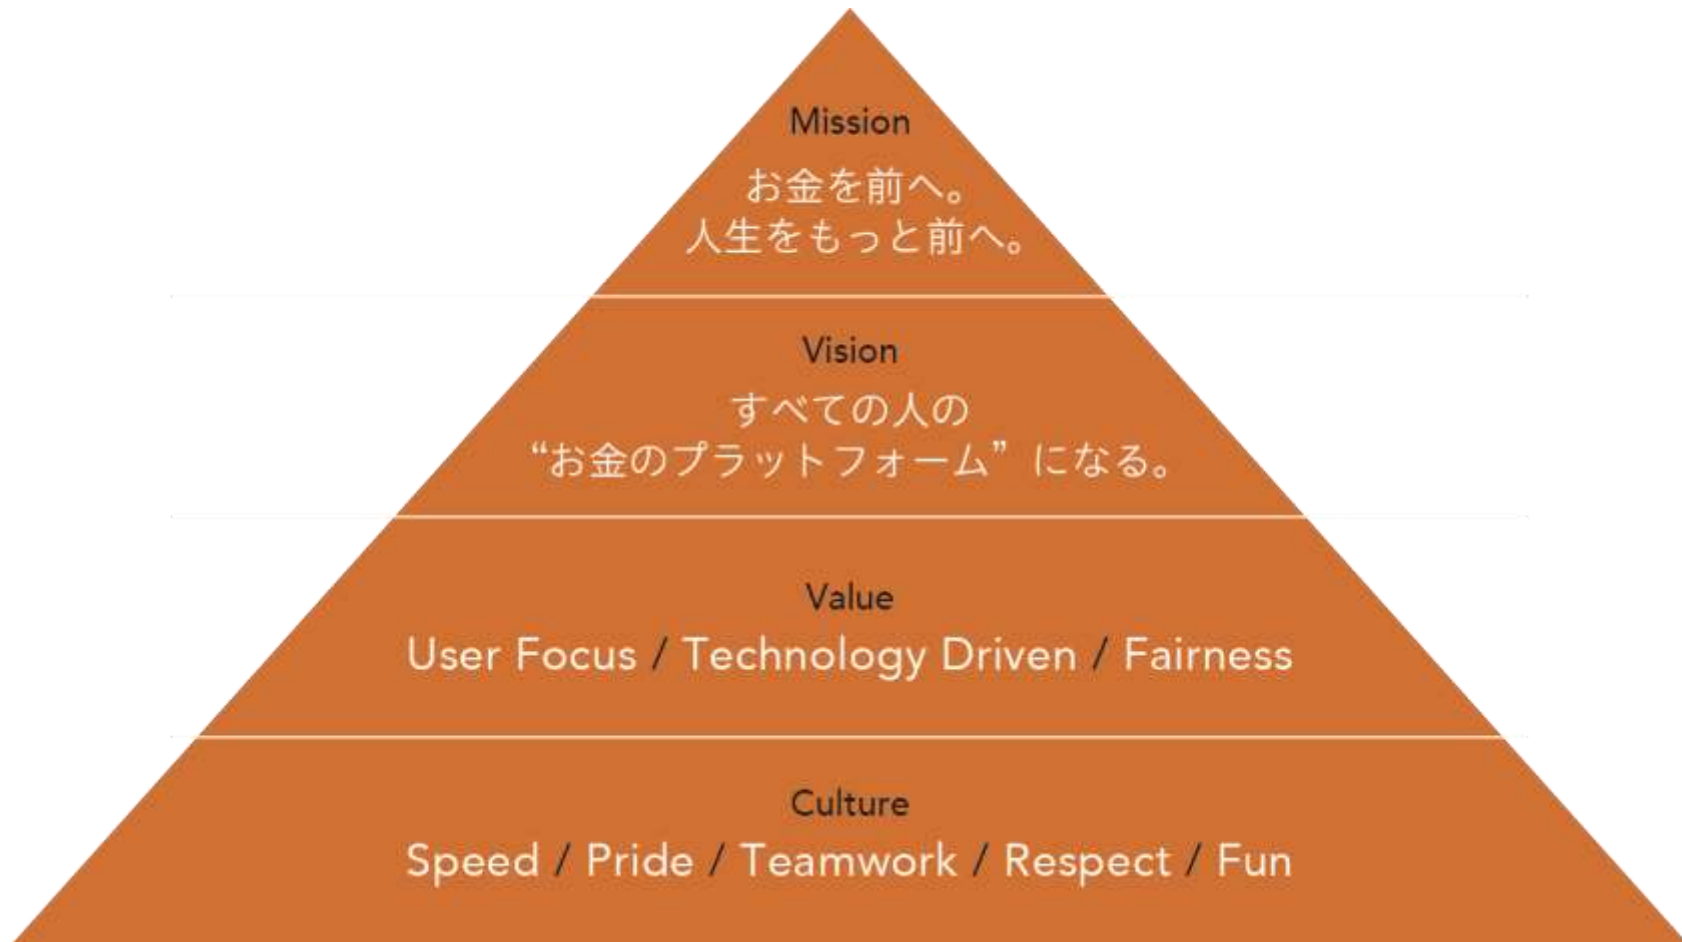 Mission
お金を前へ。
人生をもっと前へ。
Vision
すべての人の
“お金のプラットフォーム” になる。
Value
User Focus / Technology Driven / Fairness
Culture
Speed / Pride / Teamwork / Respect / Fun